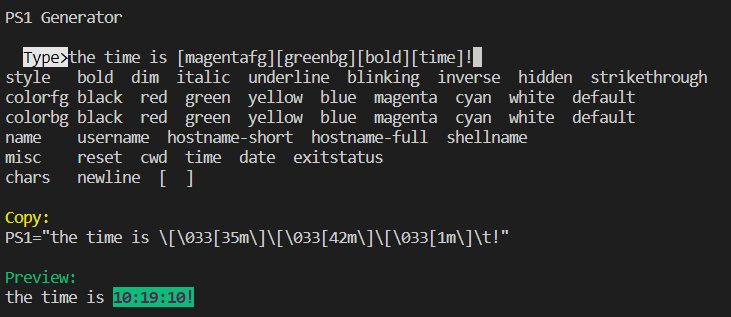 PS1 Generator
Type>the time is [magentafg][greenbg][bold][time]!
style bold dim italic underline blinking inverse hidden strikethrough
colorfg black red green yellow blue magenta cyan white default
colorbg black red green yellow blue magenta cyan white default
name username hostname-short hostname-full shellname
misc reset cwd time date exitstatus
chars newline [ ]
Copy:
PS1="the time is \[\033[35m\]\[\033[42m\]\[\033[1m\]\t!"
Preview:
the time is 10:19:10!